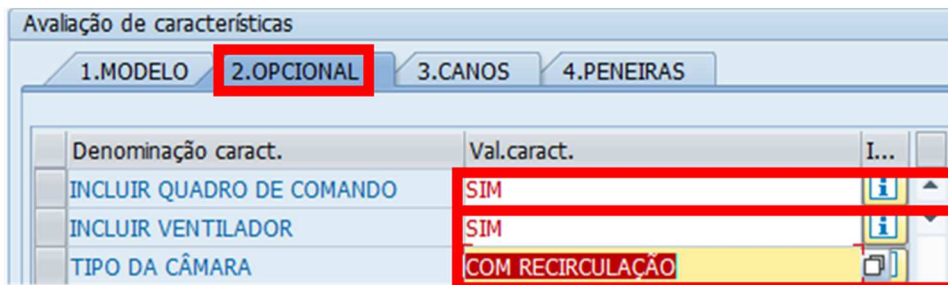 Avaliação de características
1.MODELO 2.OPCIONAL 3.CANOS 4.PENEIRAS
Denominação caract. Val.caract. I...
INCLUIR QUADRO DE COMANDO SIM
INCLUIR VENTILADOR SIM
TIPO DA CÂMARA COM RECIRCULAÇÃO